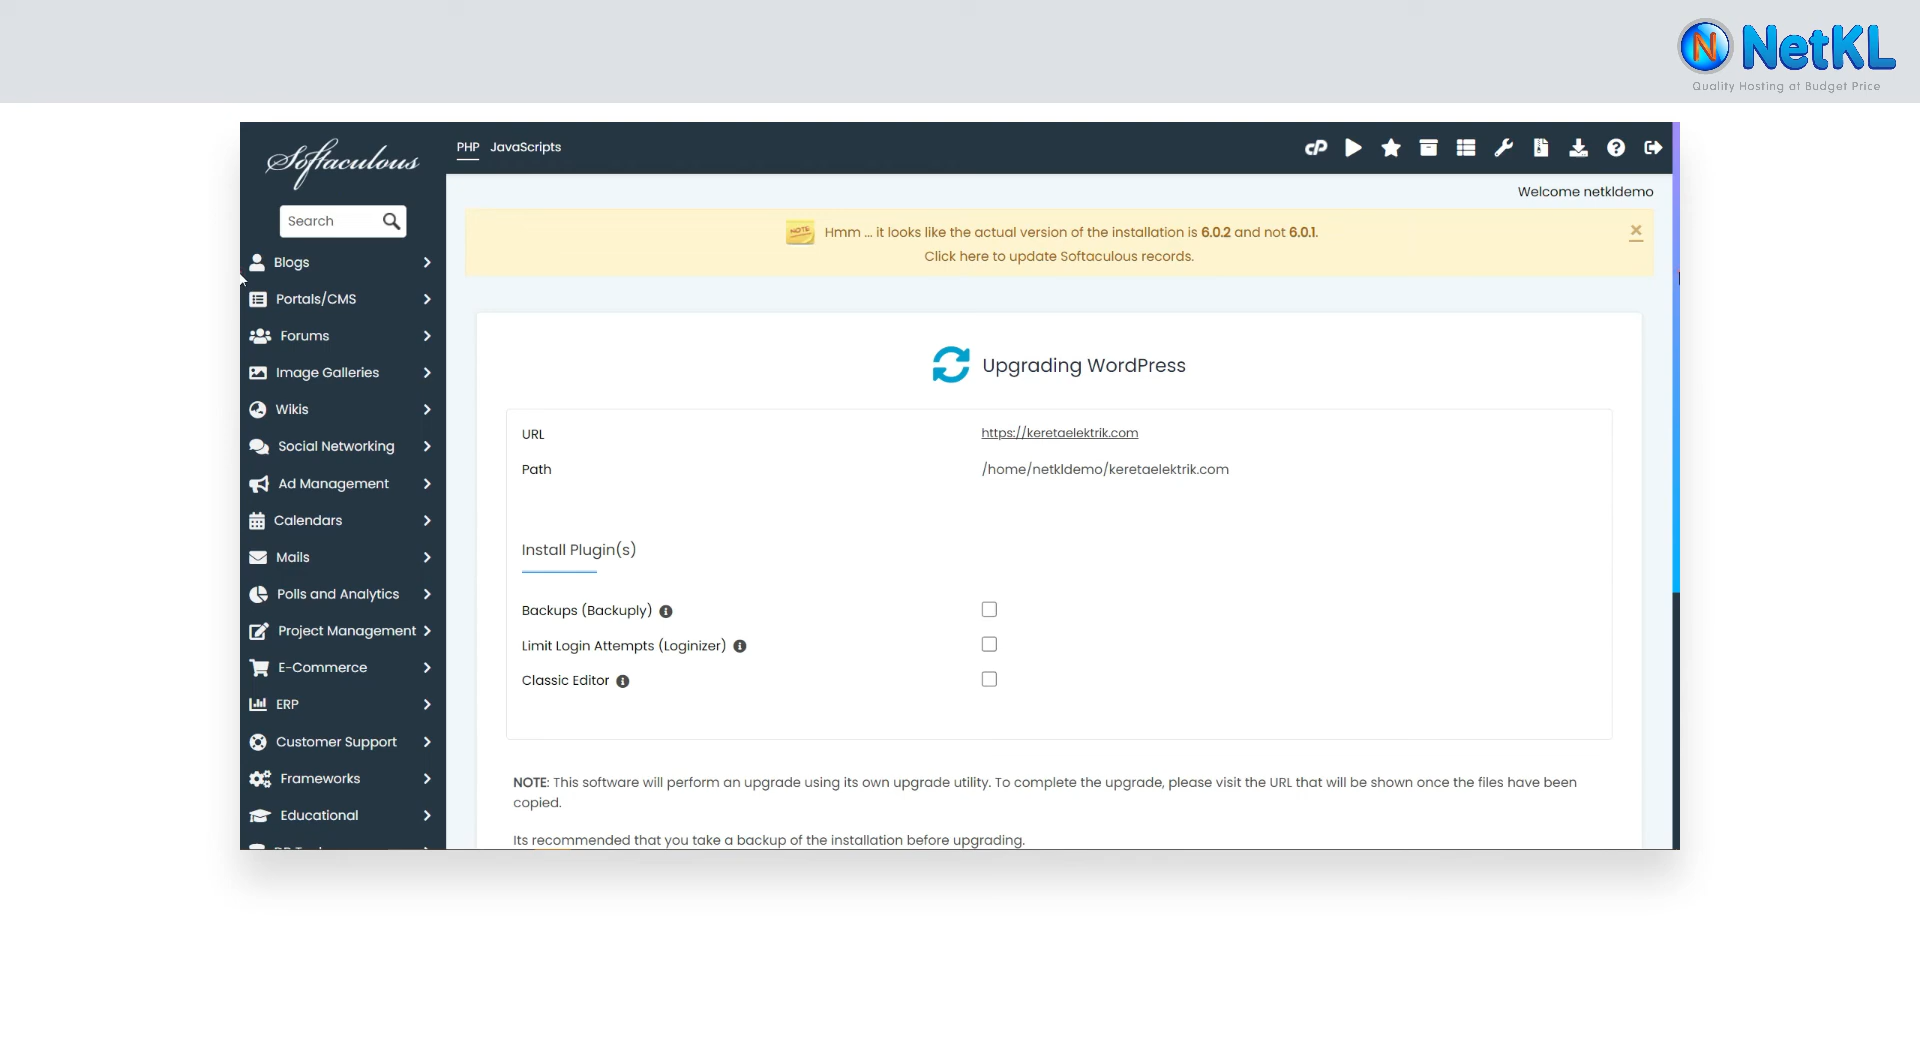 NetKL
Quality Hosting at Budget Price
Softaculous
PHP JavaScripts
Welcome netkldemo
Search
NOTE
Hmm ... it looks like the actual version of the installation is 6.0.2 and not 6.0.1.
Click here to update Softaculous records.
Blogs
Portals/CMS
Forums
Image Galleries
Wikis
Social Networking
Ad Management
Calendars
Mails
Polls and Analytics
Project Management
E-Commerce
ERP
Customer Support
Frameworks
Educational
Upgrading WordPress
URL https://keretaelektrik.com
Path /home/netkldemo/keretaelektrik.com
Install Plugin(s)
Backups (Backuply)
Limit Login Attempts (Loginizer)
Classic Editor
NOTE: This software will perform an upgrade using its own upgrade utility. To complete the upgrade, please visit the URL that will be shown once the files have been
copied.
Its recommended that you take a backup of the installation before upgrading.